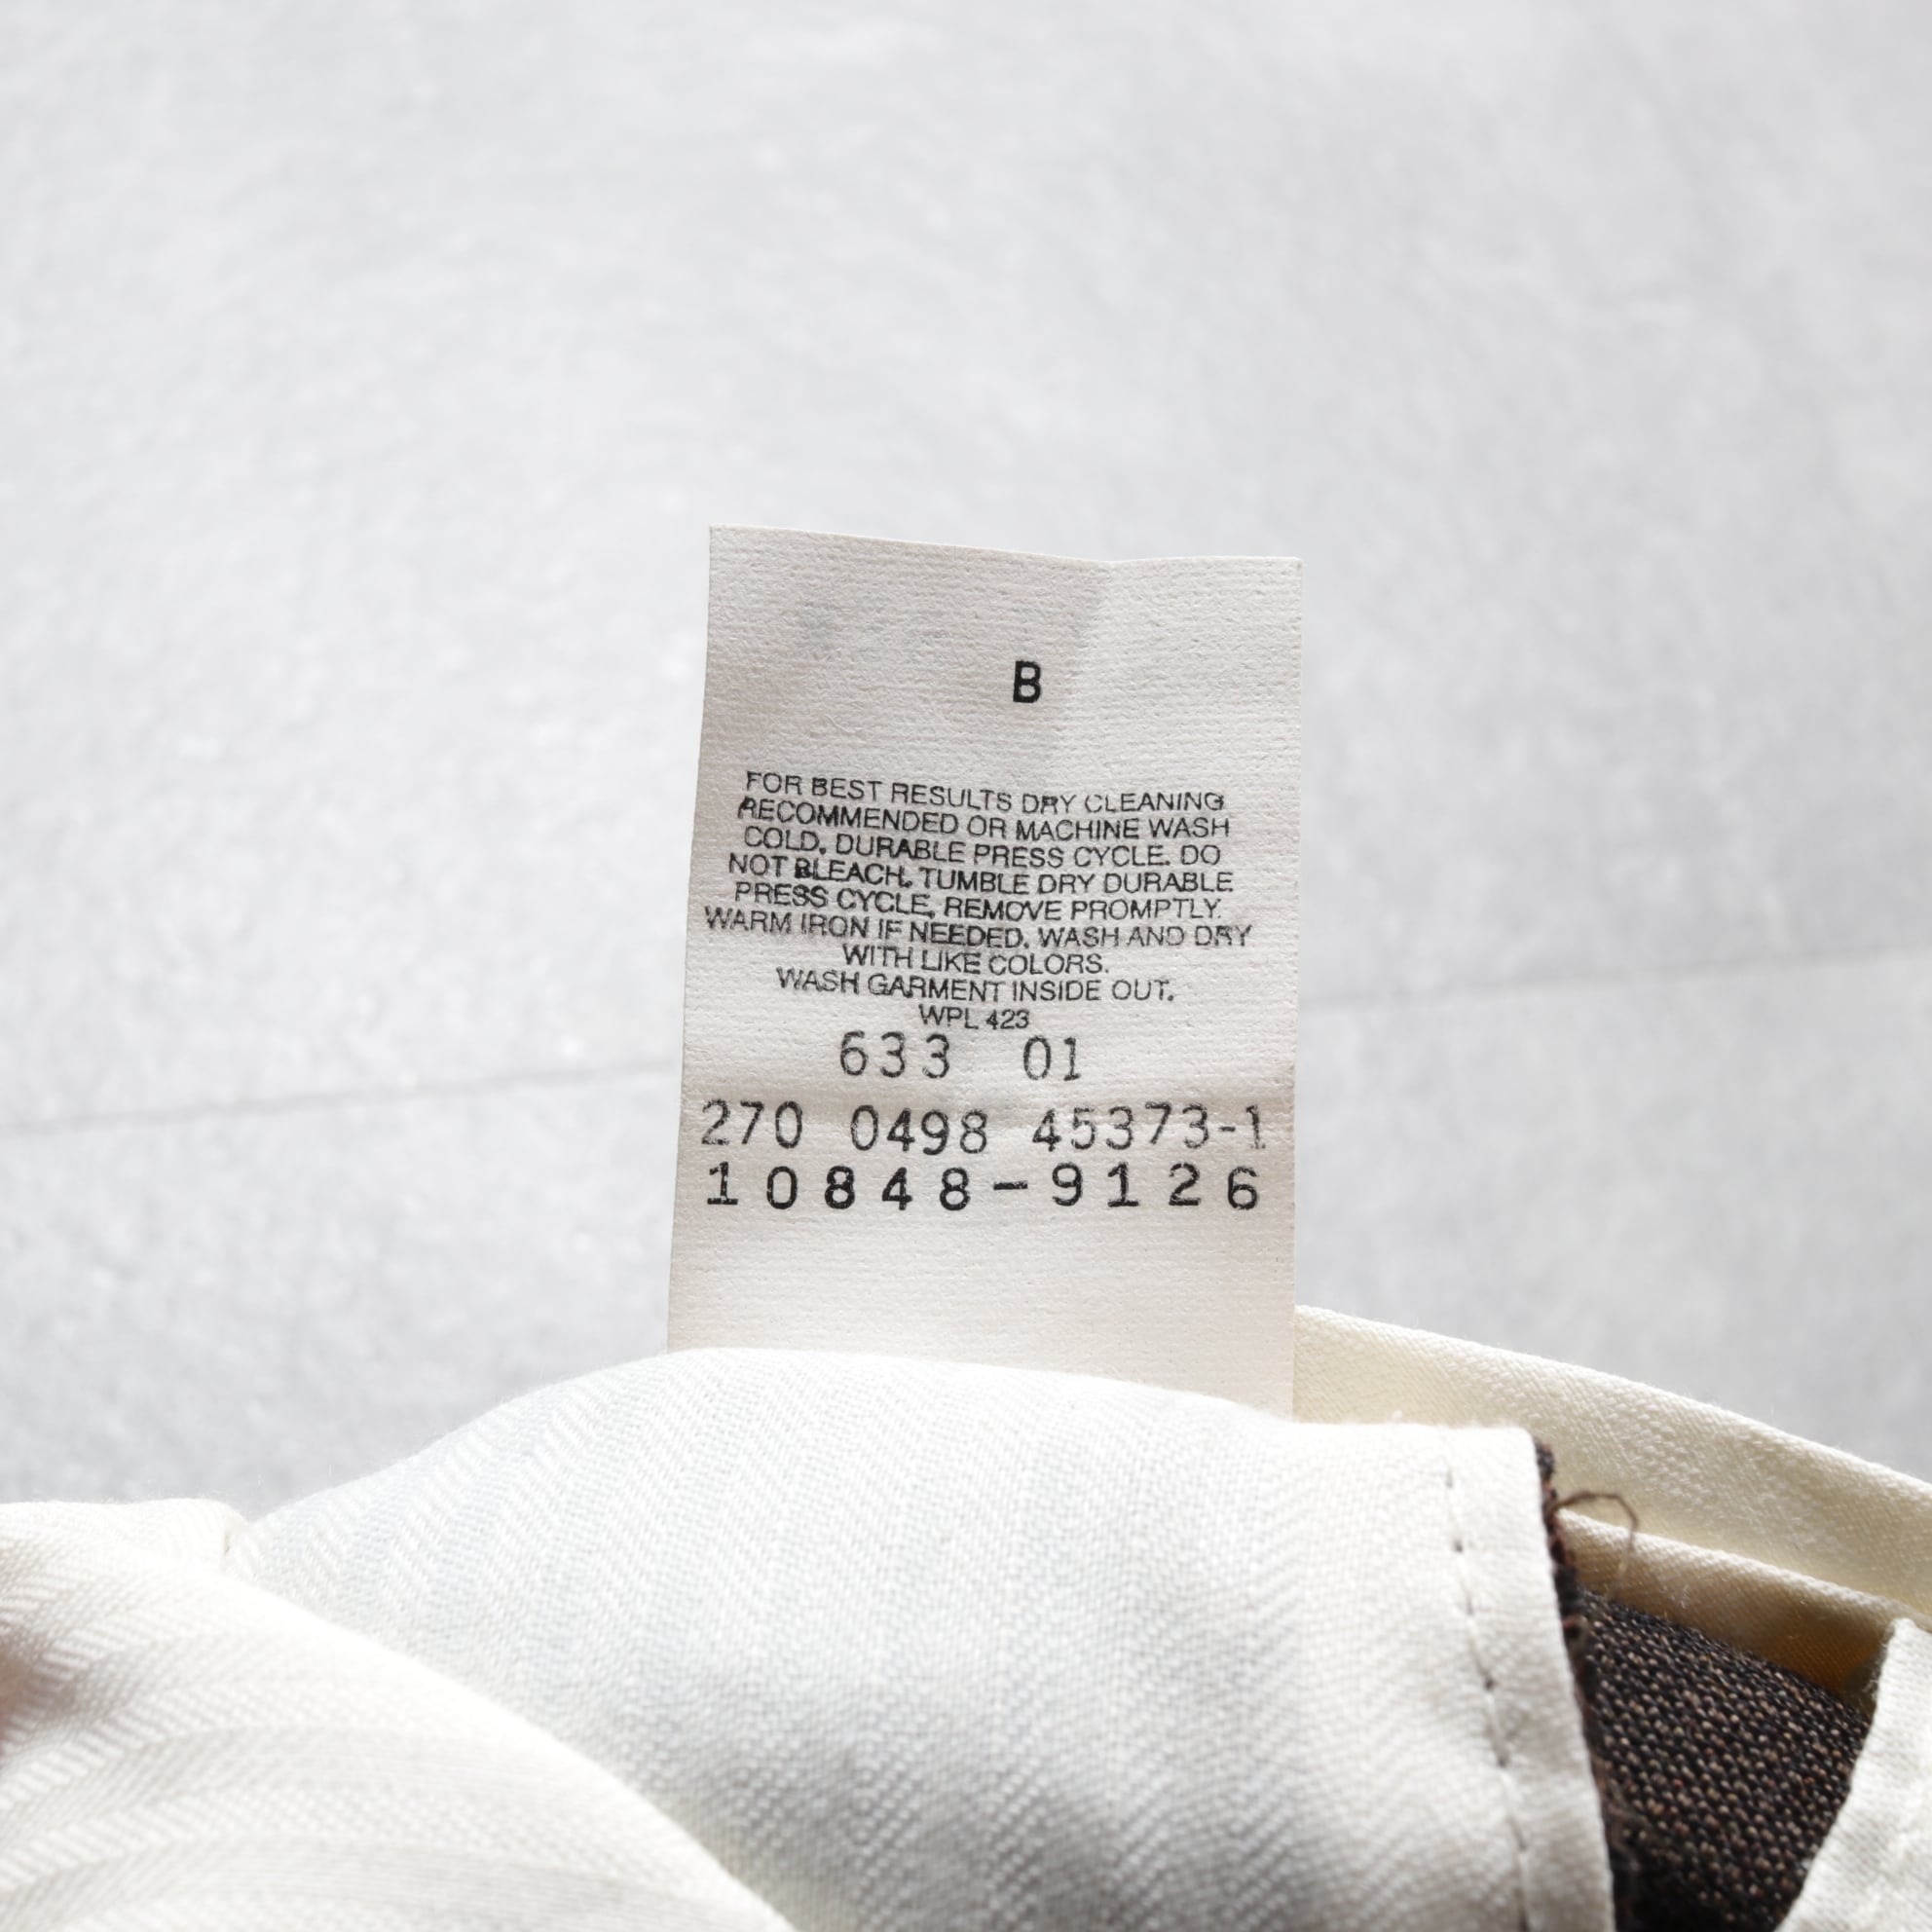 B
FOR BEST RESULTS DRY CLEANING
RECOMMENDED OR MACHINE WASH
COLD, DURABLE PRESS CYCLE. DO
NOT BLEACH, TUMBLE DRY DURABLE
PRESS CYCLE, REMOVE PROMPTLY.
WARM IRON IF NEEDED. WASH AND DRY
WITH LIKE COLORS.
WASH GARMENT INSIDE OUT.
WPL 423
633 01
270 0498 45373-1
10848-9126